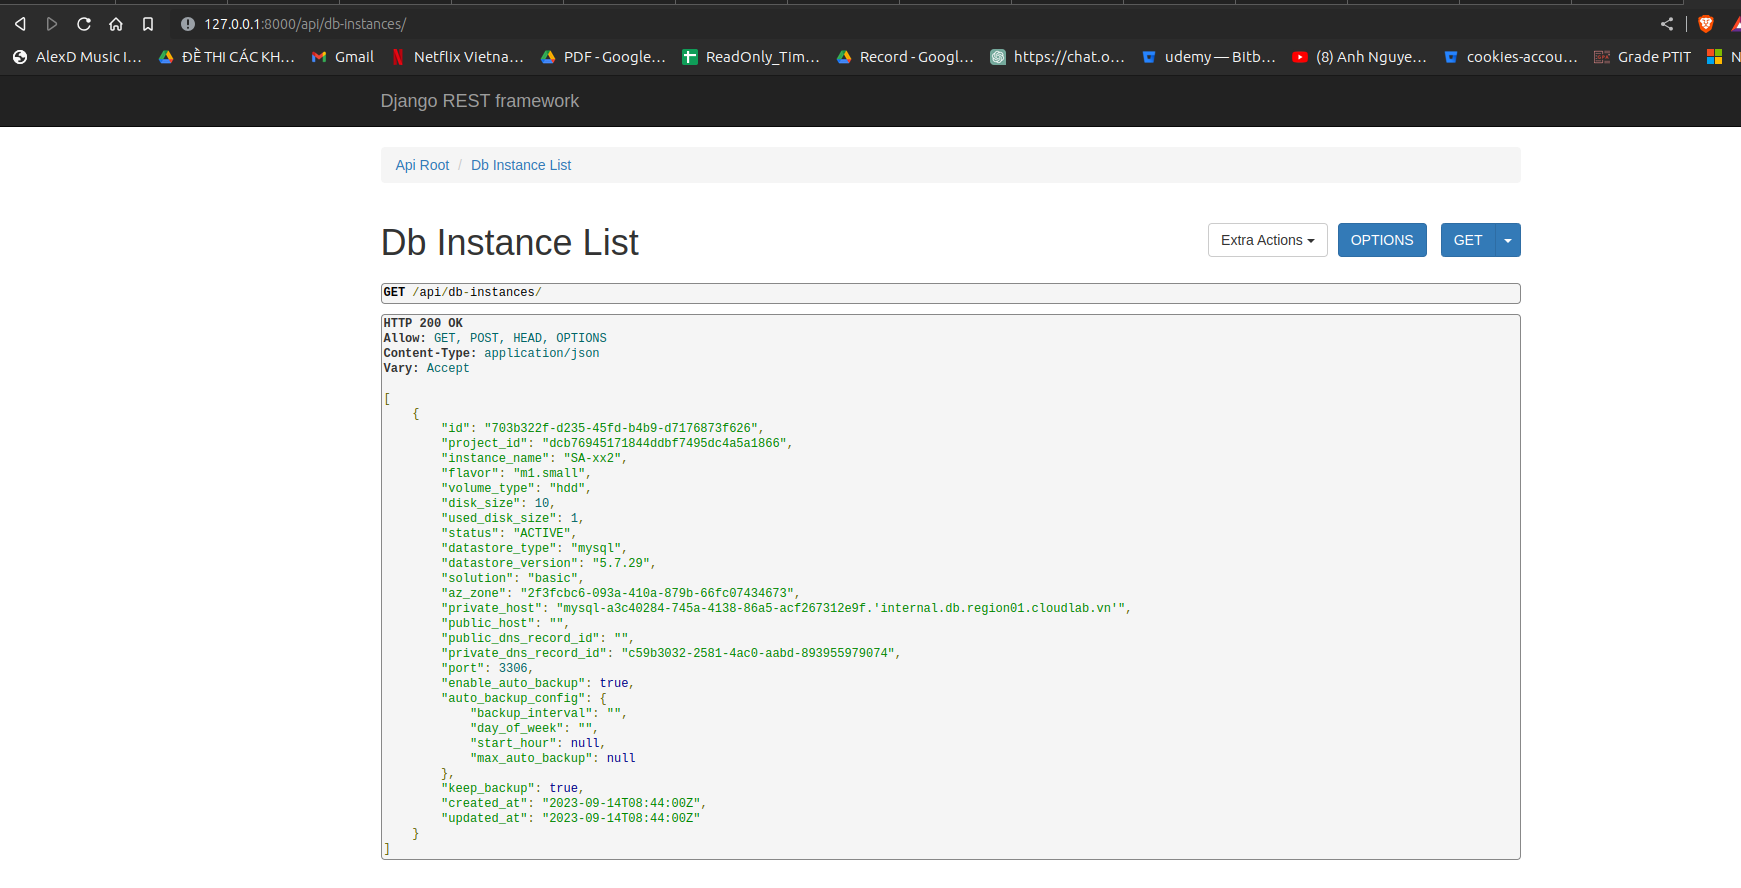 127.0.0.1:8000/api/db-instances/
AlexD Music I... ĐỀ THI CÁC KH... Gmail Netflix Vietna... PDF - Google... ReadOnly_TIm... Record - Googl... https://chat.o... udemy — Bitb... (8) Anh Nguye... cookies-accou... Grade PTIT N
Django REST framework
Api Root / Db Instance List
Db Instance List
Extra Actions OPTIONS GET
GET /api/db-instances/
HTTP 200 OK
Allow: GET, POST, HEAD, OPTIONS
Content-Type: application/json
Vary: Accept
[
{
"id": "703b322f-d235-45fd-b4b9-d7176873f626",
"project_id": "dcb76945171844ddbf7495dc4a5a1866",
"instance_name": "SA-xx2",
"flavor": "m1.small",
"volume_type": "hdd",
"disk_size": 10,
"used_disk_size": 1,
"status": "ACTIVE",
"datastore_type": "mysql",
"datastore_version": "5.7.29",
"solution": "basic",
"az_zone": "2f3fcbc6-093a-410a-879b-66fc07434673",
"private_host": "mysql-a3c40284-745a-4138-86a5-acf267312e9f.'internal.db.region01.cloudlab.vn'",
"public_host": "",
"public_dns_record_id": "",
"private_dns_record_id": "c59b3032-2581-4ac0-aabd-893955979074",
"port": 3306,
"enable_auto_backup": true,
"auto_backup_config": {
"backup_interval": "",
"day_of_week": "",
"start_hour": null,
"max_auto_backup": null
},
"keep_backup": true,
"created_at": "2023-09-14T08:44:00Z",
"updated_at": "2023-09-14T08:44:00Z"
}
]